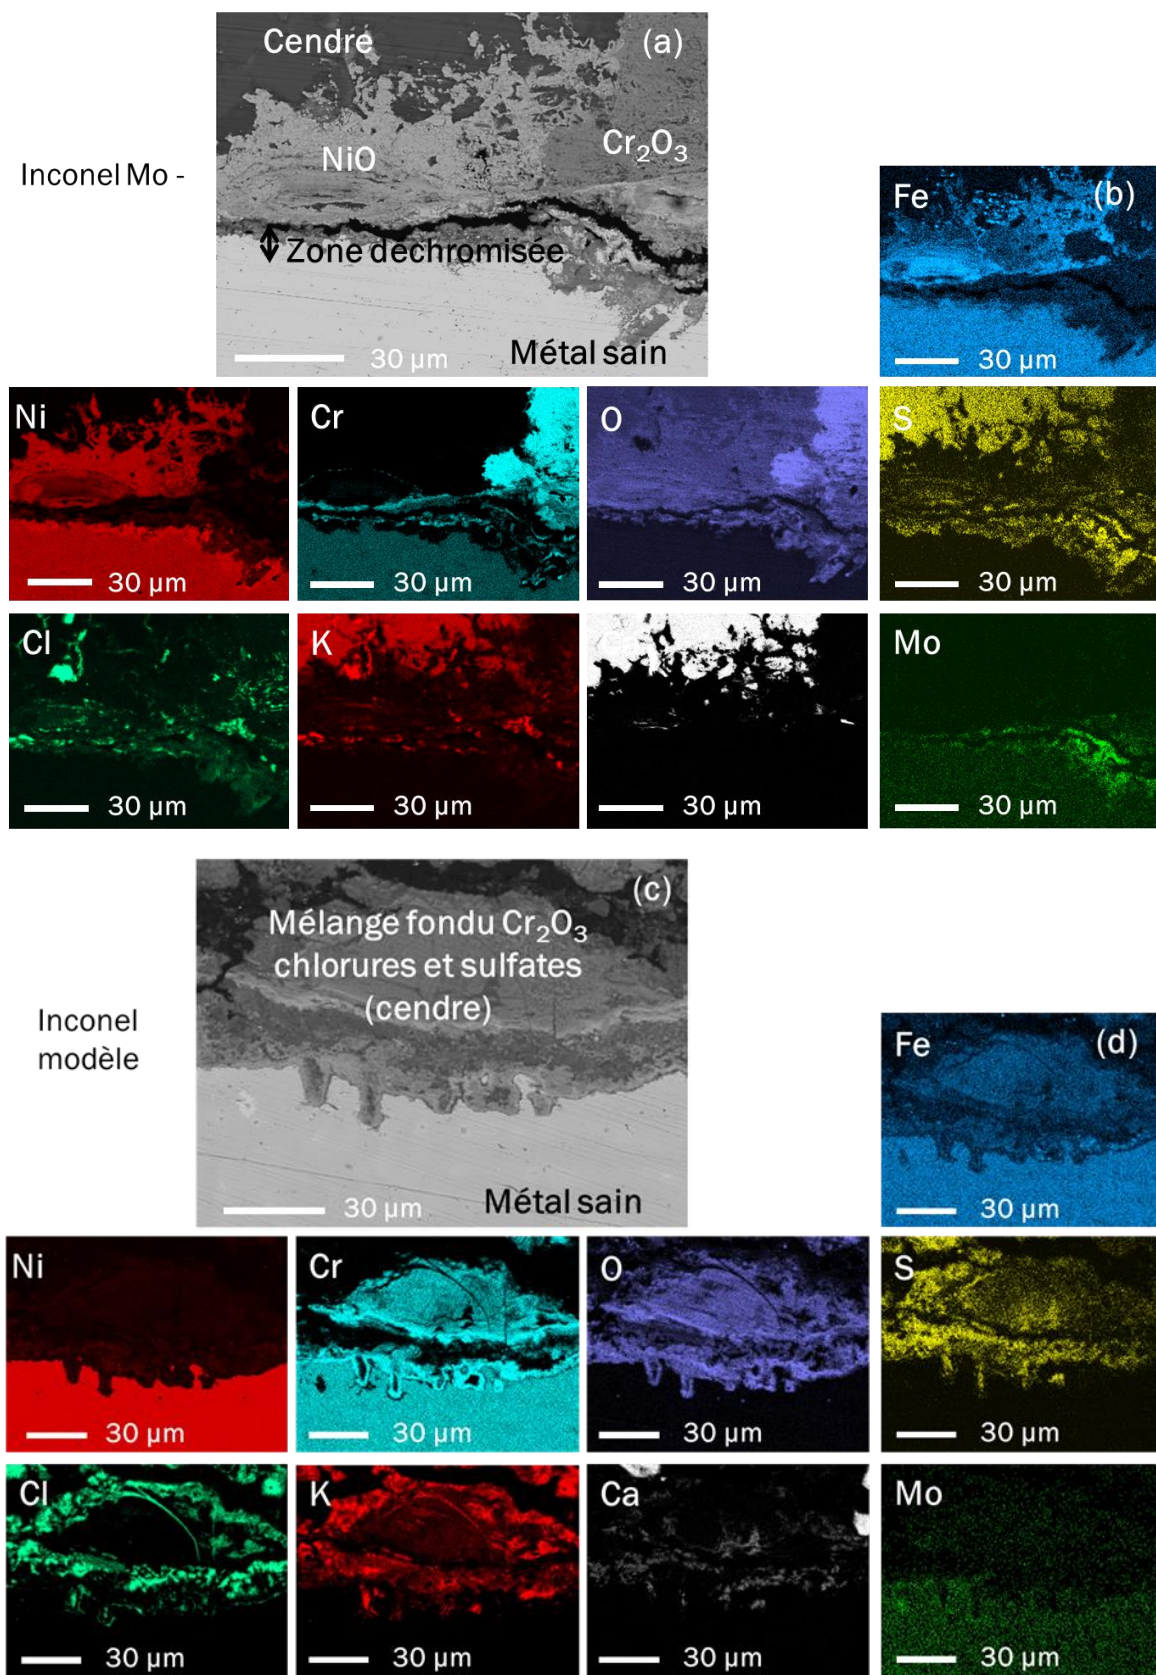 Cendre
(a)
NiO
Cr₂O₃
Inconel Mo -
Zone déchromisée
30 µm
Métal sain
Fe
(b)
30 µm
Ni
30 µm
Cr
30 µm
O
30 µm
S
30 µm
Cl
30 µm
K
30 µm
30 µm
Mo
30 µm
(c)
Mélange fondu Cr₂O₃
chlorures et sulfates
(cendre)
Inconel
modèle
30 µm
Métal sain
Fe
(d)
30 µm
Ni
30 µm
Cr
30 µm
O
30 µm
S
30 µm
Cl
30 µm
K
30 µm
Ca
30 µm
Mo
30 µm